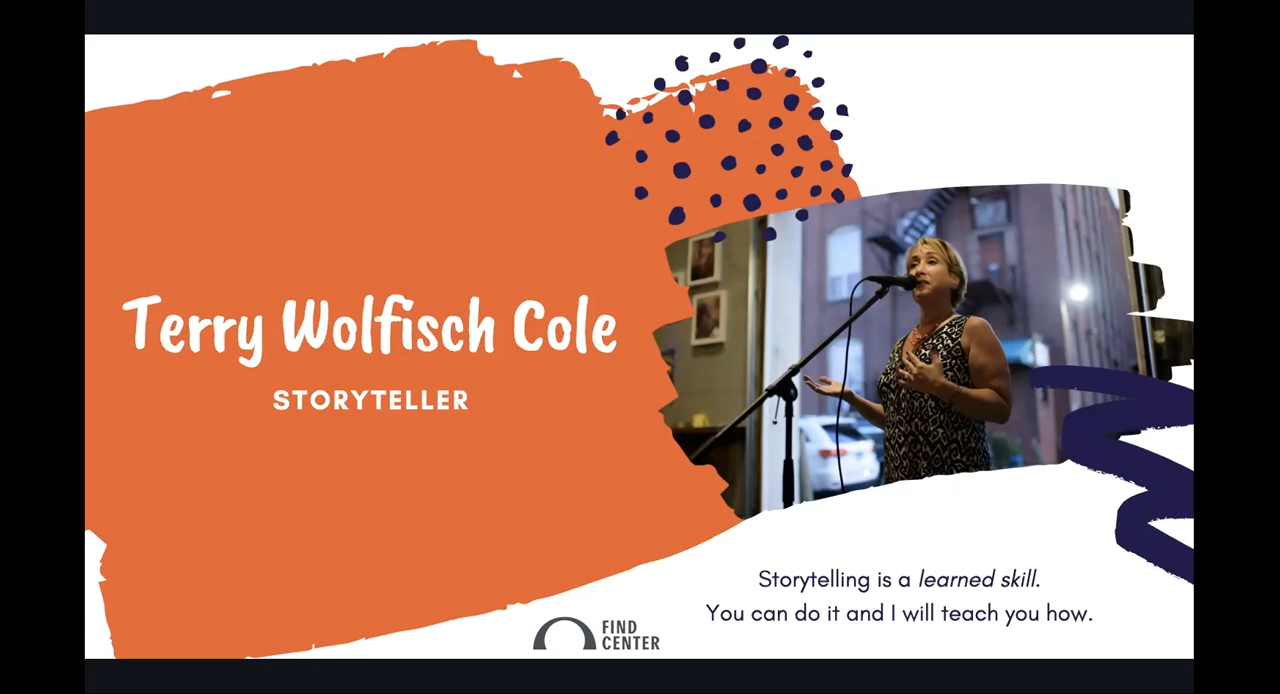 Terry Wolfisch Cole
STORYTELLER
Storytelling is a learned skill.
You can do it and I will teach you how.
FIND
CENTER